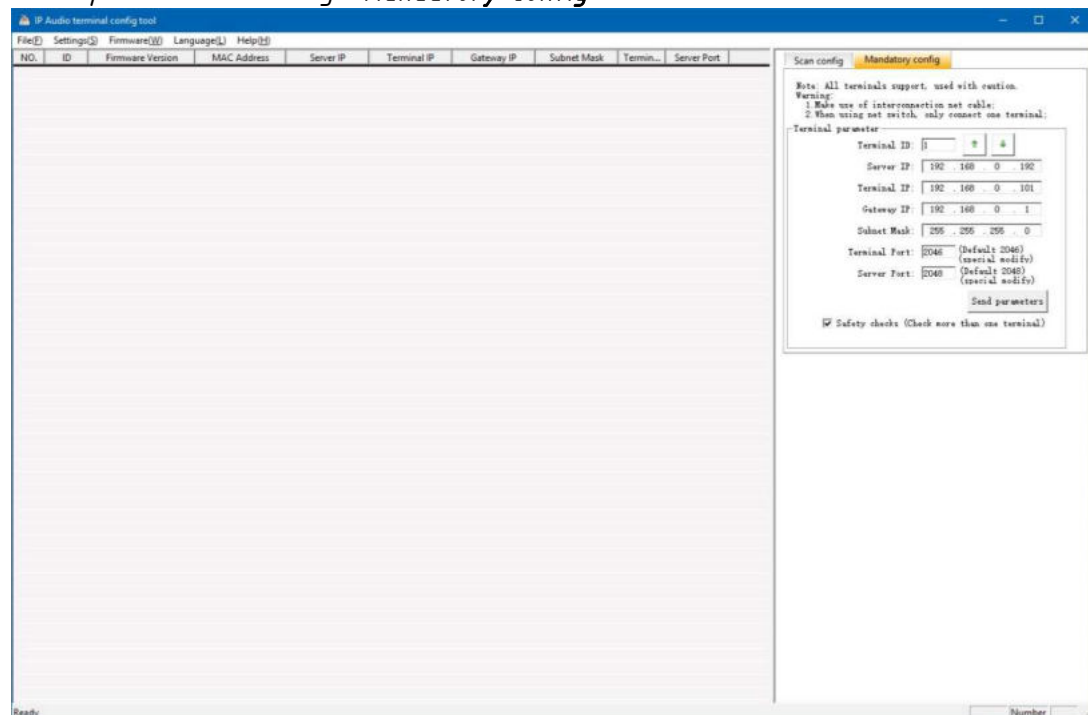 Mandatory config
IP Audio terminal config tool
File(F) Settings(S) Firmware(W) Language(L) Help(H)
NO. ID Firmware Version MAC Address Server IP Terminal IP Gateway IP Subnet Mask Termin... Server Port
Scan config Mandatory config
Note: All terminals support, used with caution.
Warning:
1.Make use of interconnection net cable;
2.When using net switch, only connect one terminal;
Terminal parameter
Terminal ID: 1
Server IP: 192 . 168 . 0 . 192
Terminal IP: 192 . 168 . 0 . 101
Gateway IP: 192 . 168 . 0 . 1
Subnet Mask: 255 . 255 . 255 . 0
Terminal Port: 2046 (Default 2046)
(special modify)
Server Port: 2048 (Default 2048)
(special modify)
Send parameters
Safety checks (Check more than one terminal)
Ready
Number